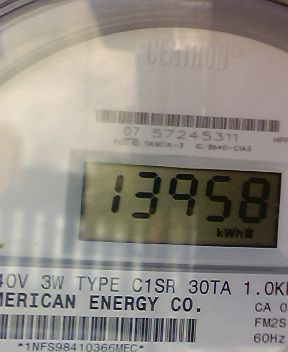 CENTRON®
07 57245311
13958
kWh
40V 3W TYPE C1SR 30TA 1.0K
MERICAN ENERGY CO.
CA 0
FM2S
60Hz
*1NFS98410366MEC*